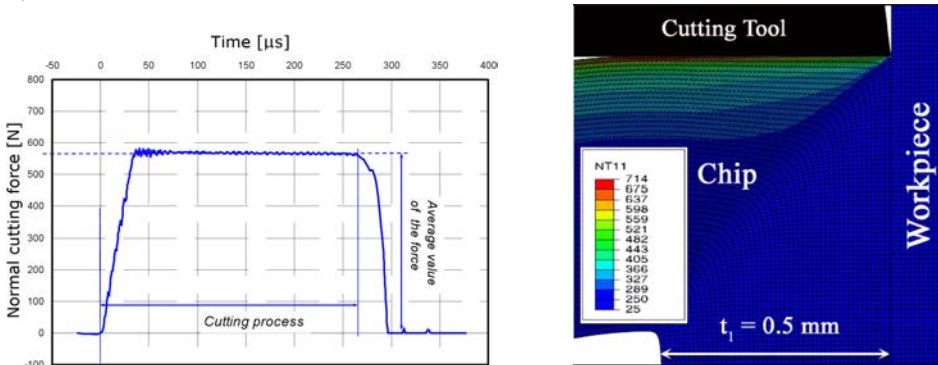 Time [µs]
-50 0 50 100 150 200 250 300 350 400
800
700
600
500
400
300
200
100
0
-100
Normal cutting force [N]
Average value
of the force
Cutting process
Cutting Tool
Chip
Workpiece
NT11
714
675
637
598
559
521
482
443
405
366
327
289
250
25
t₁ = 0.5 mm